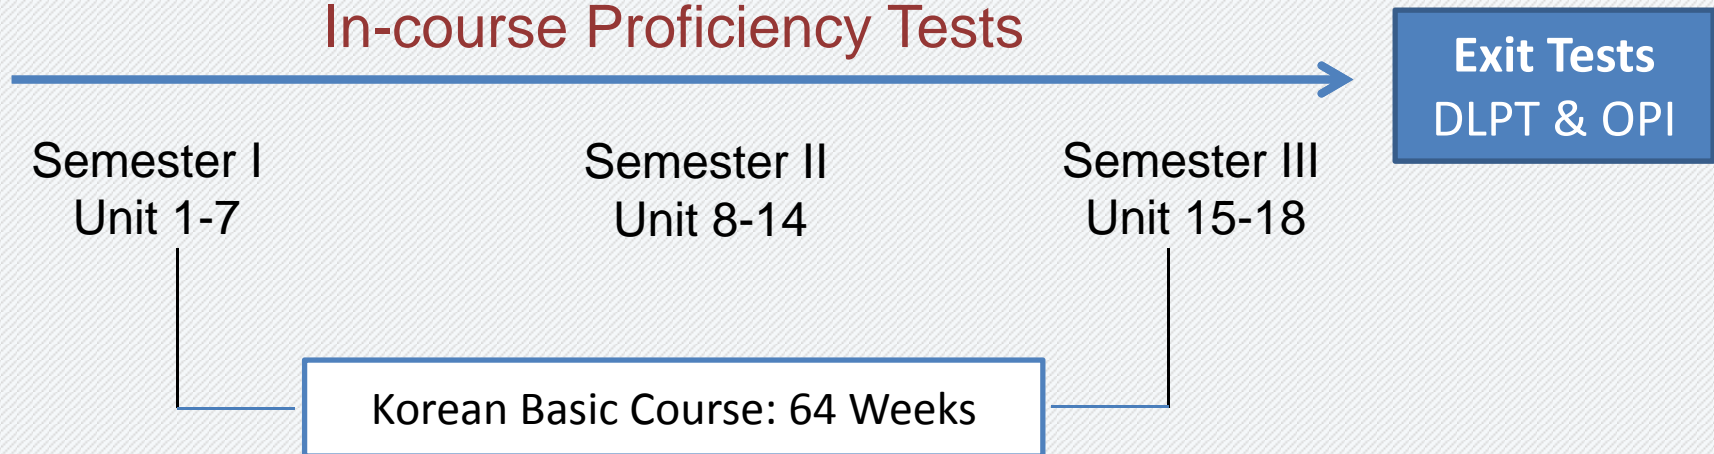 In-course Proficiency Tests
Exit Tests
DLPT & OPI
Semester I
Unit 1-7
Semester II
Unit 8-14
Semester III
Unit 15-18
Korean Basic Course: 64 Weeks